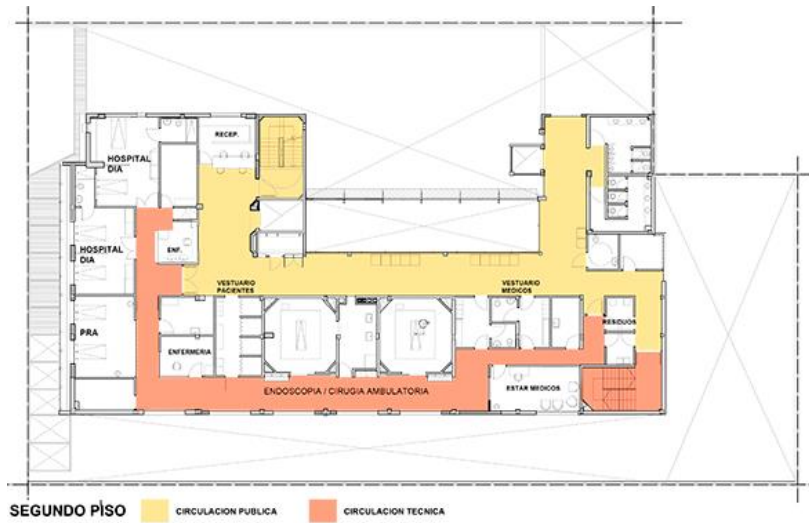 RECEP.
HOSPITAL
DIA
HOSPITAL
DIA
ENF.
VESTUARIO
PACIENTES
VESTUARIO
MEDICOS
PRA
RESIDUOS
ENFERMERIA
ESTAR MEDICOS
ENDOSCOPIA / CIRUGIA AMBULATORIA
SEGUNDO PISO
CIRCULACION PUBLICA
CIRCULACION TECNICA